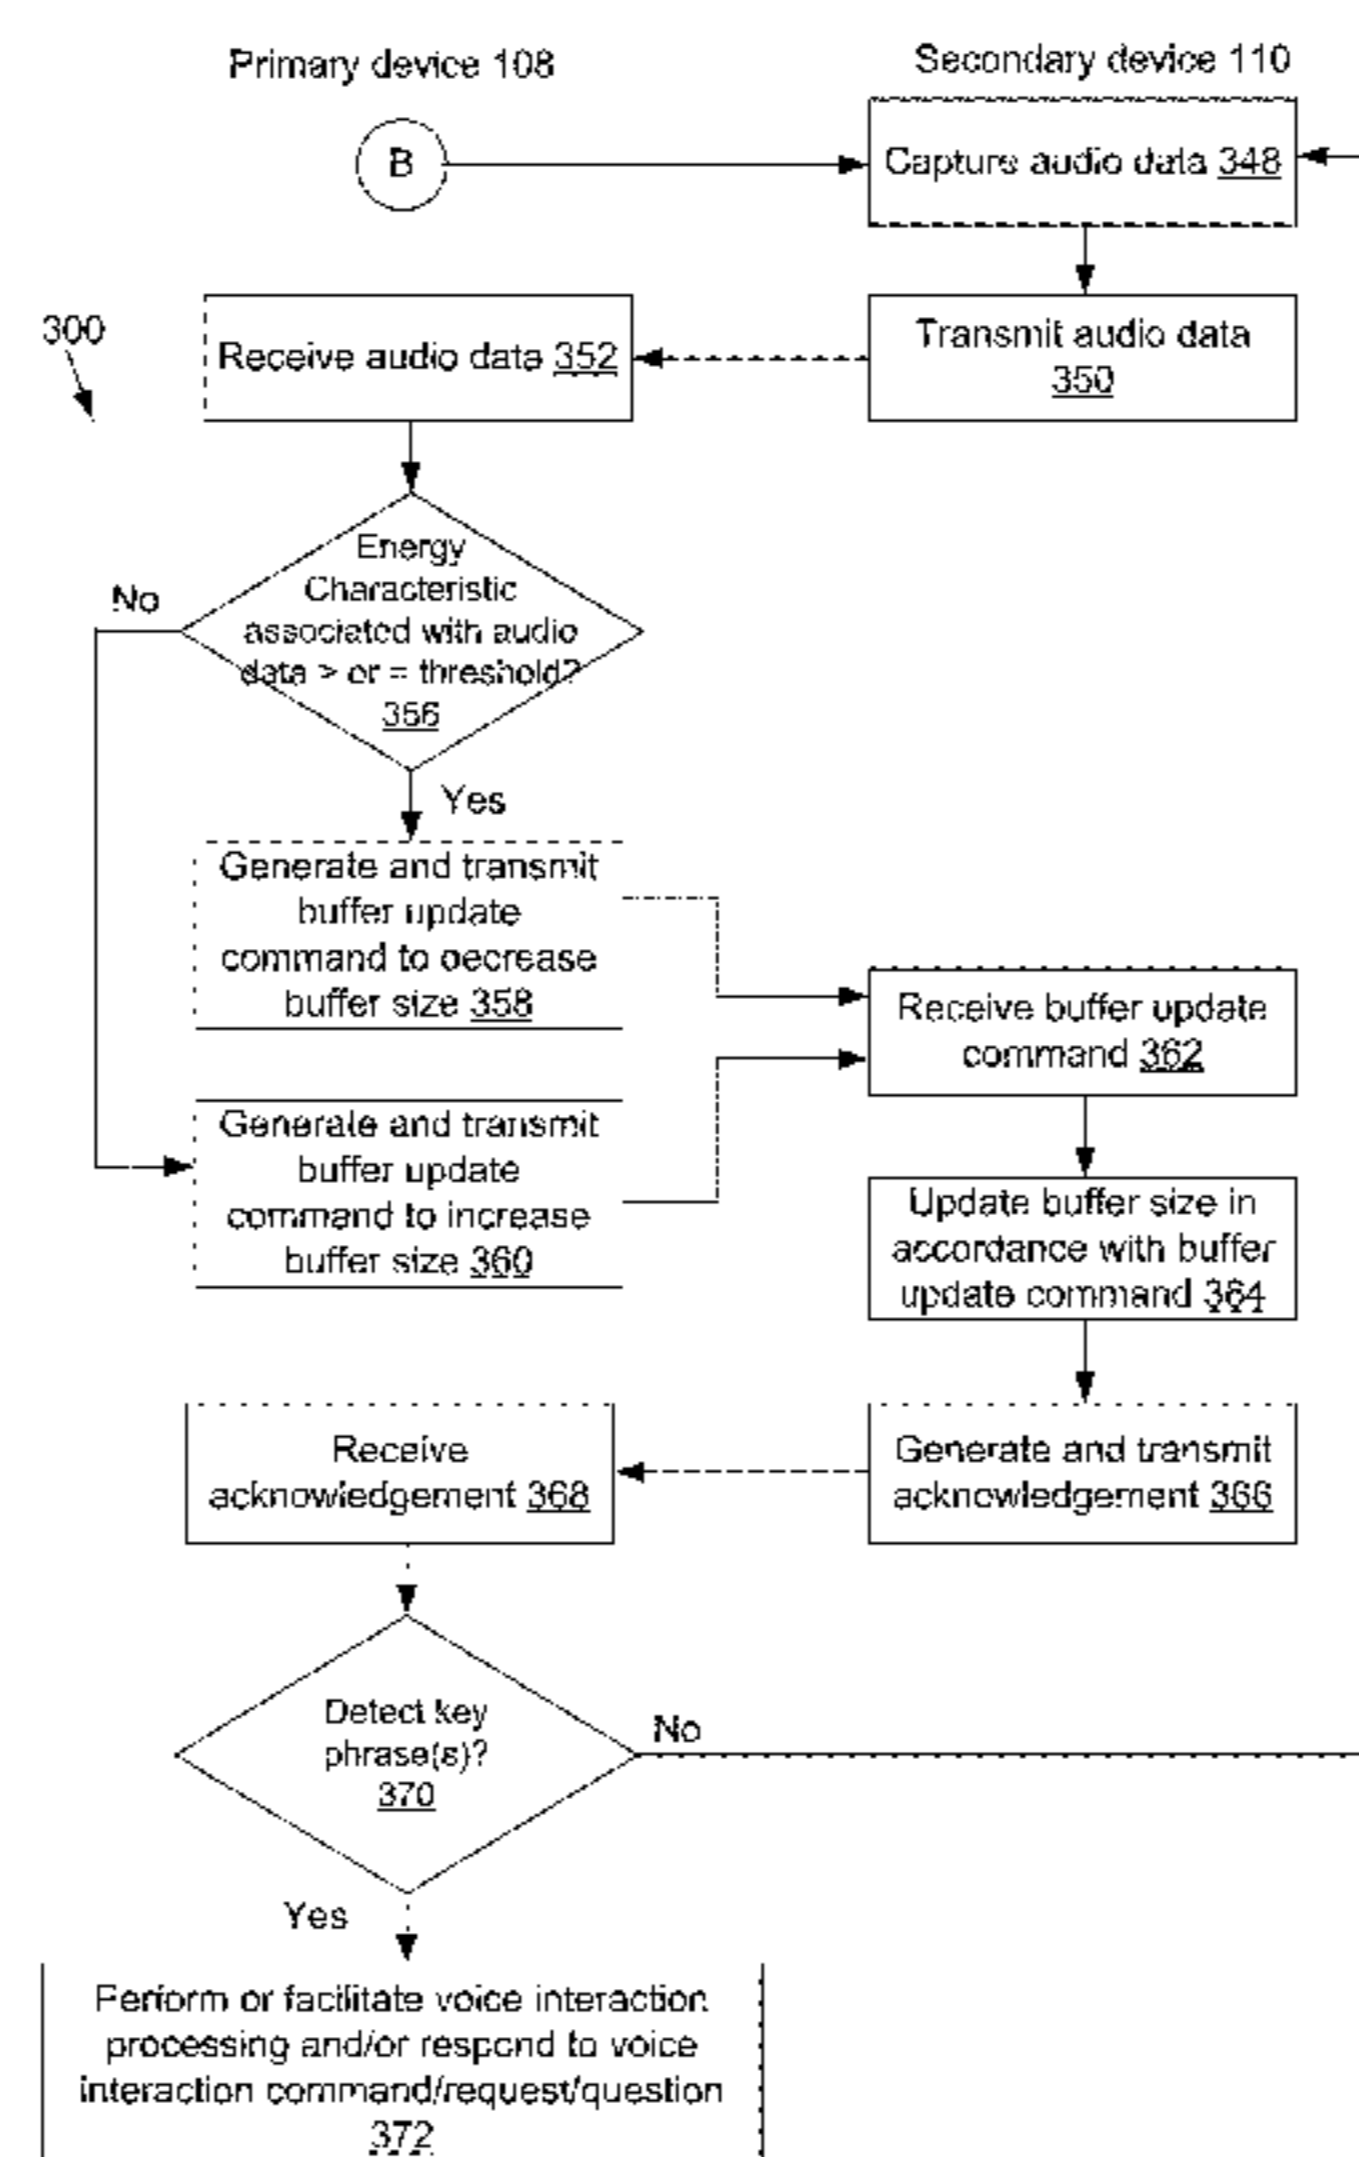 Primary device 108
Secondary device 110
B
Capture audio data 348
300
Receive audio data 352
Transmit audio data
350
Energy
Characteristic
associated with audio
data > or = threshold?
356
No
Yes
Generate and transmit
buffer update
command to decrease
buffer size 358
Receive buffer update
command 362
Generate and transmit
buffer update
command to increase
buffer size 360
Update buffer size in
accordance with buffer
update command 364
Receive
acknowledgement 368
Generate and transmit
acknowledgement 366
Detect key
phrase(s)?
370
No
Yes
Perform or facilitate voice interaction
processing and/or respond to voice
interaction command/request/question
372